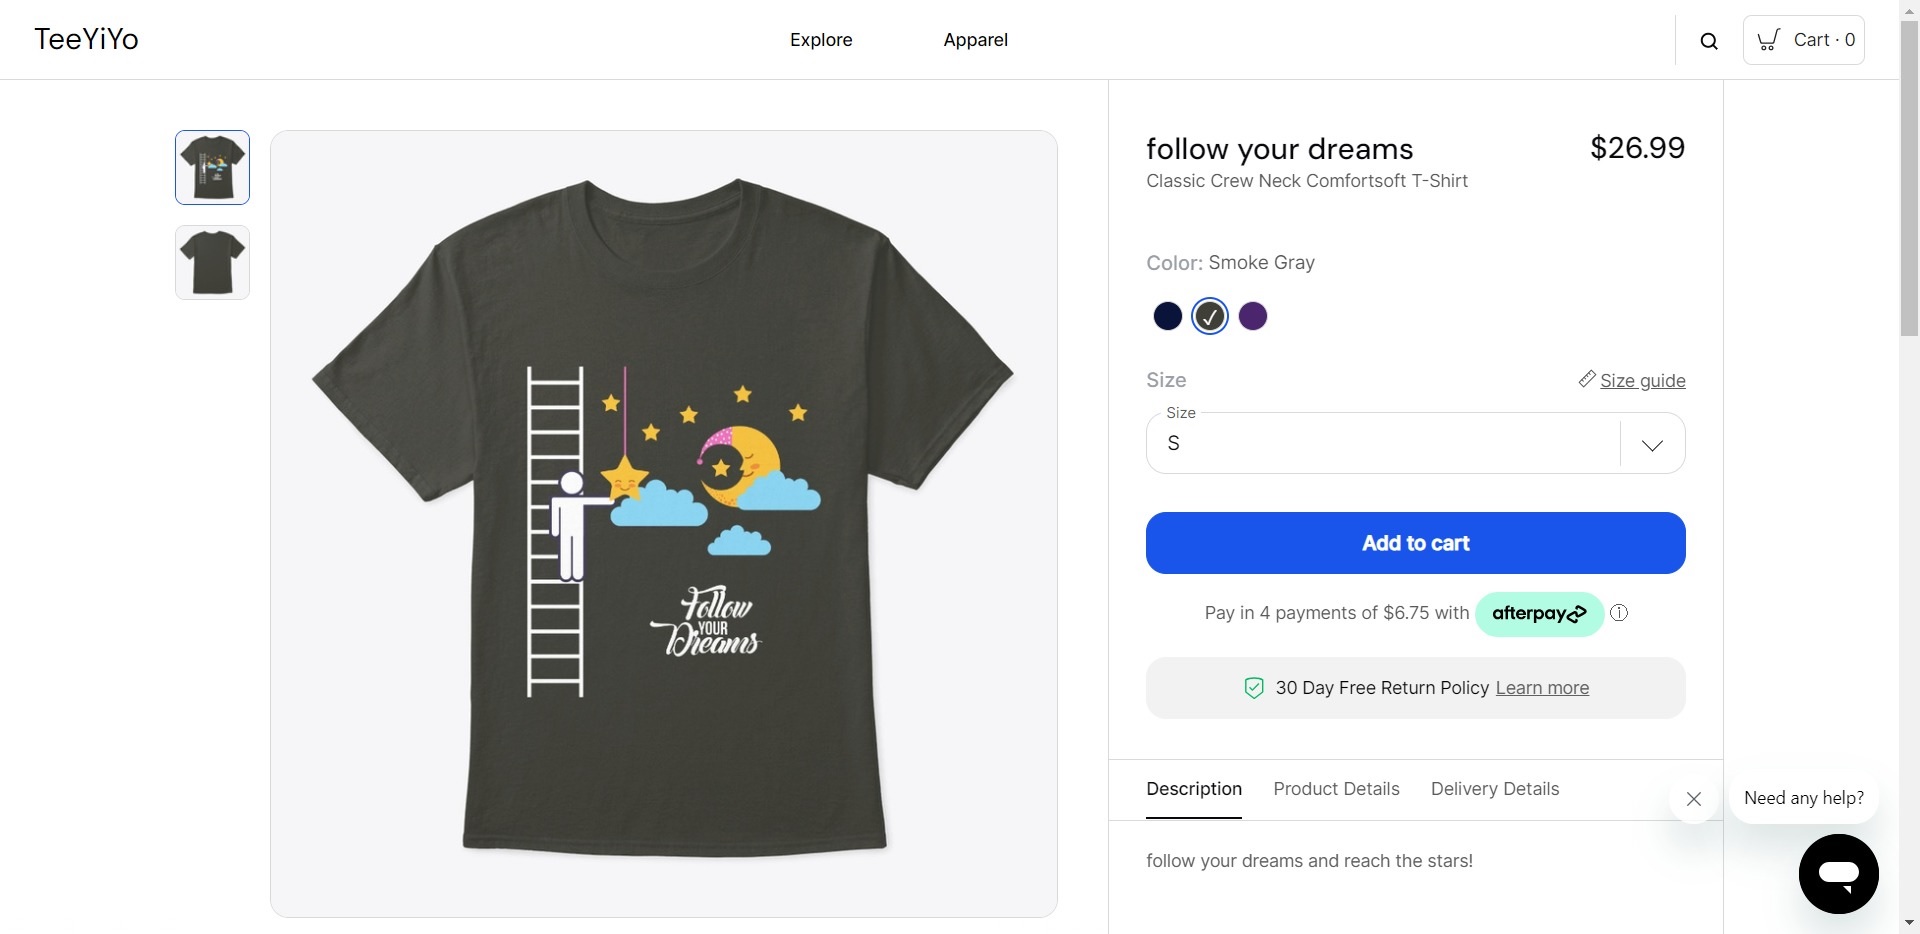 TeeYiYo
Explore
Apparel
Cart · 0
follow your dreams
$26.99
Classic Crew Neck Comfortsoft T-Shirt
Color: Smoke Gray
Size
Size guide
Size
S
Add to cart
Pay in 4 payments of $6.75 with afterpay
30 Day Free Return Policy Learn more
Description
Product Details
Delivery Details
follow your dreams and reach the stars!
Need any help?
Follow
YOUR
Dreams